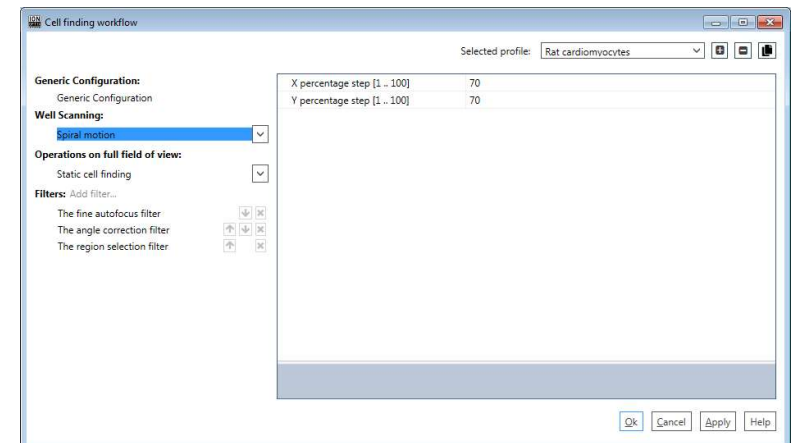 ION
Cell finding workflow
Selected profile: Rat cardiomyocytes
Generic Configuration:
Generic Configuration
Well Scanning:
Spiral motion
Operations on full field of view:
Static cell finding
Filters: Add filter...
The fine autofocus filter
The angle correction filter
The region selection filter
X percentage step [1 .. 100] 70
Y percentage step [1 .. 100] 70
Ok Cancel Apply Help